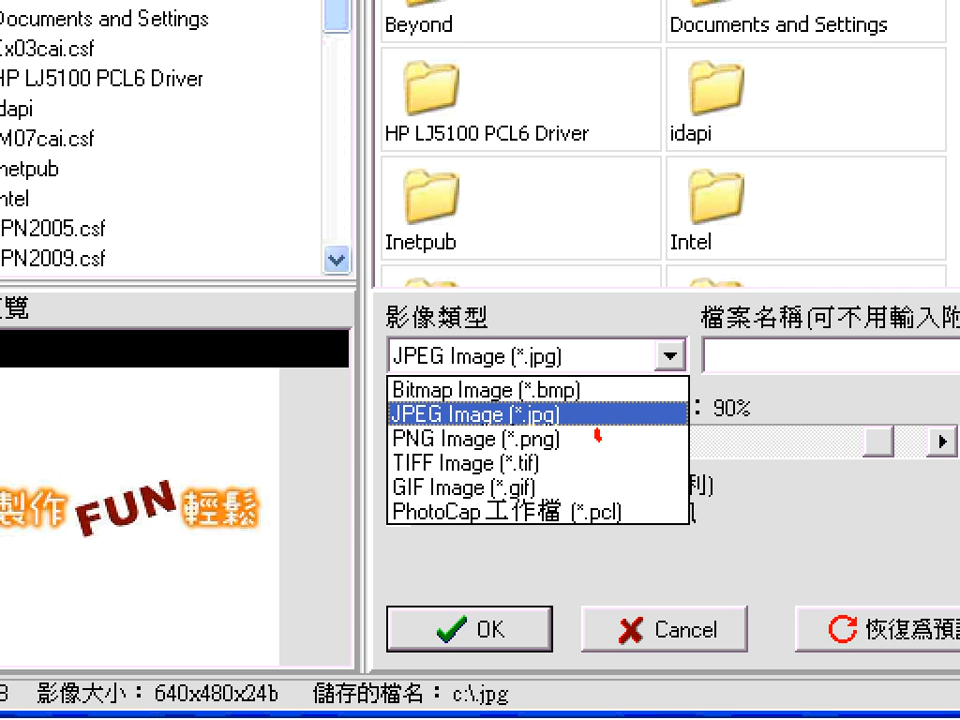 Documents and Settings
Ex03cai.csf
HP LJ5100 PCL6 Driver
idapi
M07cai.csf
Inetpub
Intel
PN2005.csf
PN2009.csf
覽
製作 FUN 輕鬆
Beyond
Documents and Settings
HP LJ5100 PCL6 Driver
idapi
Inetpub
Intel
影像類型
檔案名稱(可不用輸入附
JPEG Image (*.jpg)
Bitmap Image (*.bmp)
JPEG Image (*.jpg)
PNG Image (*.png)
TIFF Image (*.tif)
GIF Image (*.gif)
PhotoCap 工作檔 (*.pcl)
: 90%
利)
OK
Cancel
恢復為預設
B 影像大小: 640x480x24b 儲存的檔名: c:\.jpg